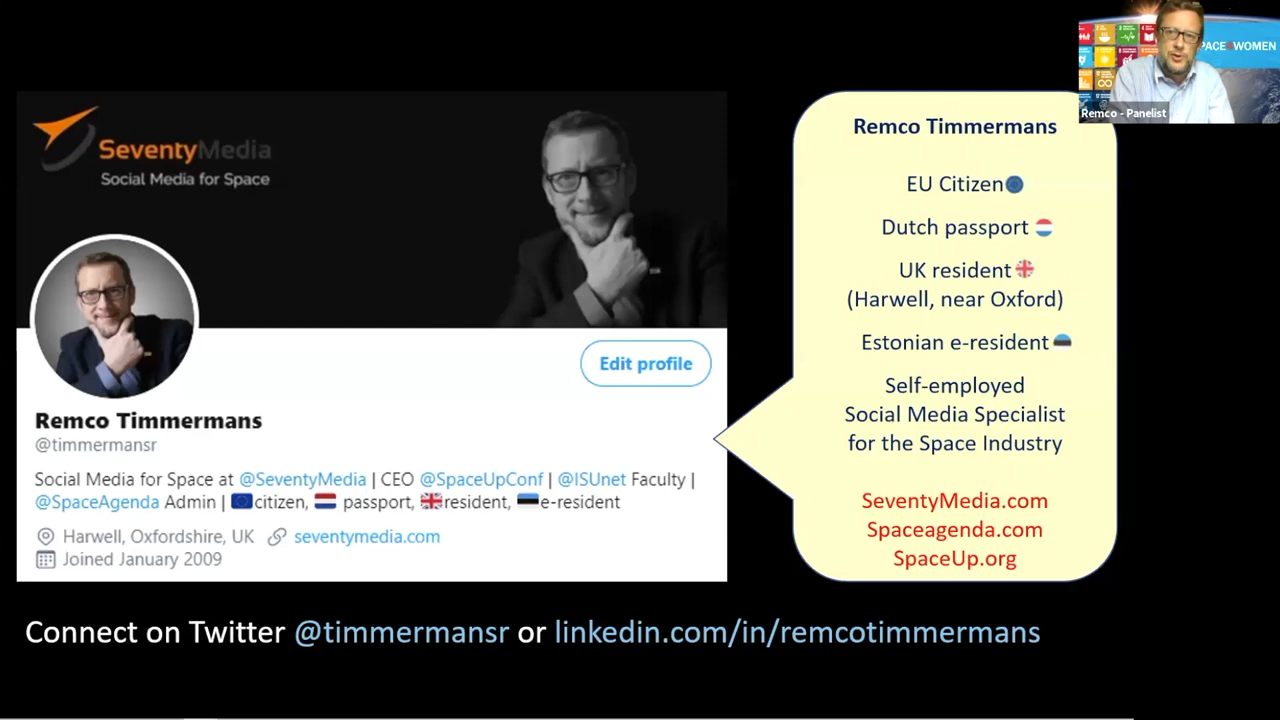 SeventyMedia
Social Media for Space
Edit profile
Remco Timmermans
@timmermansr
Social Media for Space at @SeventyMedia | CEO @SpaceUpConf | @ISUnet Faculty |
@SpaceAgenda Admin | 🇪🇺citizen, 🇳🇱 passport, 🇬🇧resident, 🇪🇪e-resident
Harwell, Oxfordshire, UK seventymedia.com
Joined January 2009
Remco Timmermans
EU Citizen
Dutch passport
UK resident
(Harwell, near Oxford)
Estonian e-resident
Self-employed
Social Media Specialist
for the Space Industry
SeventyMedia.com
Spaceagenda.com
SpaceUp.org
PACE4WOMEN
Remco - Panelist
Connect on Twitter @timmermansr or linkedin.com/in/remcotimmermans